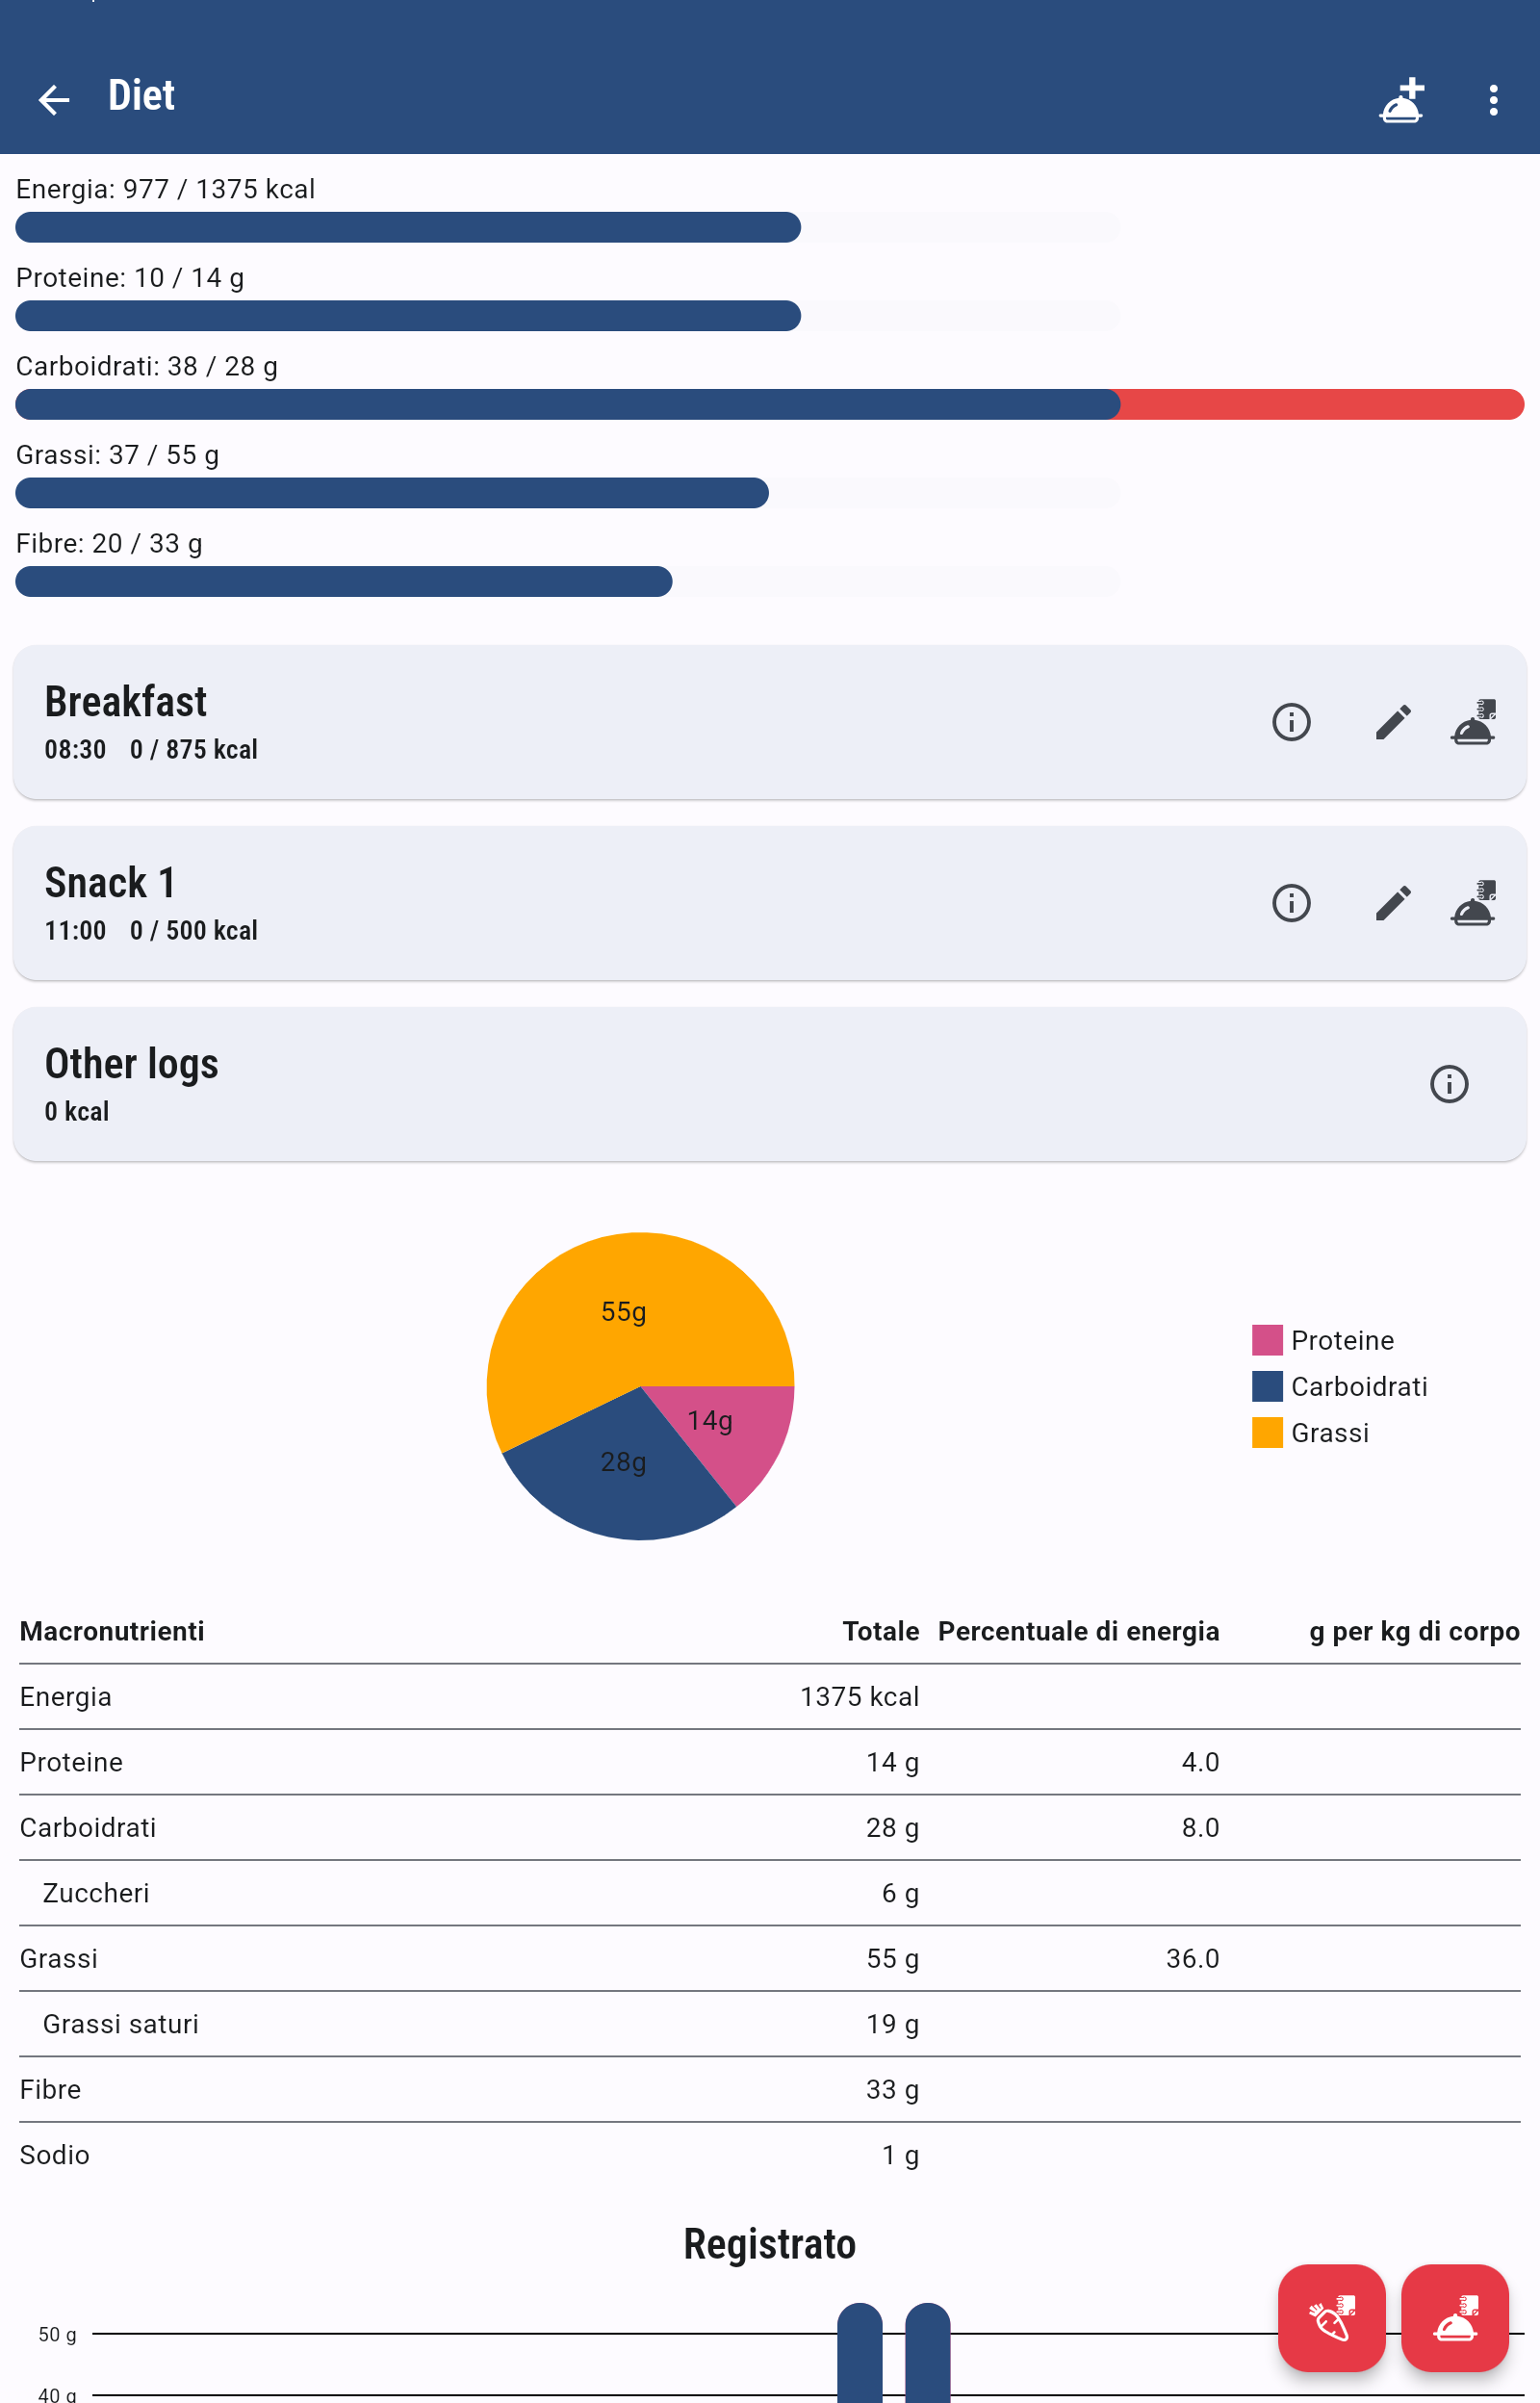 Diet
Energia: 977 / 1375 kcal
Proteine: 10 / 14 g
Carboidrati: 38 / 28 g
Grassi: 37 / 55 g
Fibre: 20 / 33 g
Breakfast
08:30 0 / 875 kcal
Snack 1
11:00 0 / 500 kcal
Other logs
0 kcal
55g
14g
28g
Proteine
Carboidrati
Grassi
Macronutrienti Totale Percentuale di energia g per kg di corpo
Energia 1375 kcal
Proteine 14 g 4.0
Carboidrati 28 g 8.0
Zuccheri 6 g
Grassi 55 g 36.0
Grassi saturi 19 g
Fibre 33 g
Sodio 1 g
Registrato
50 g
40 g